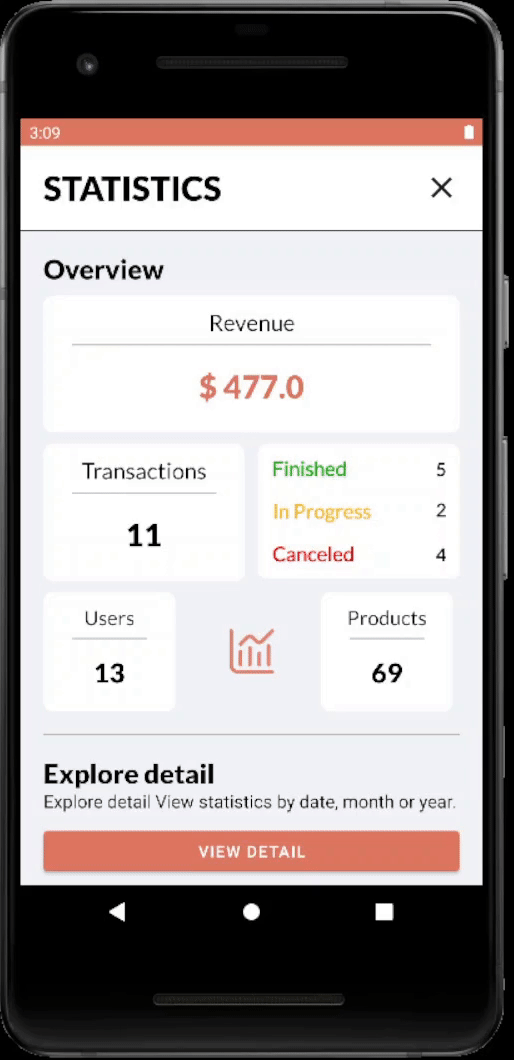 3:09
STATISTICS
Overview
Revenue
$ 477.0
Transactions
11
Finished 5
In Progress 2
Canceled 4
Users
13
Products
69
Explore detail
Explore detail View statistics by date, month or year.
VIEW DETAIL